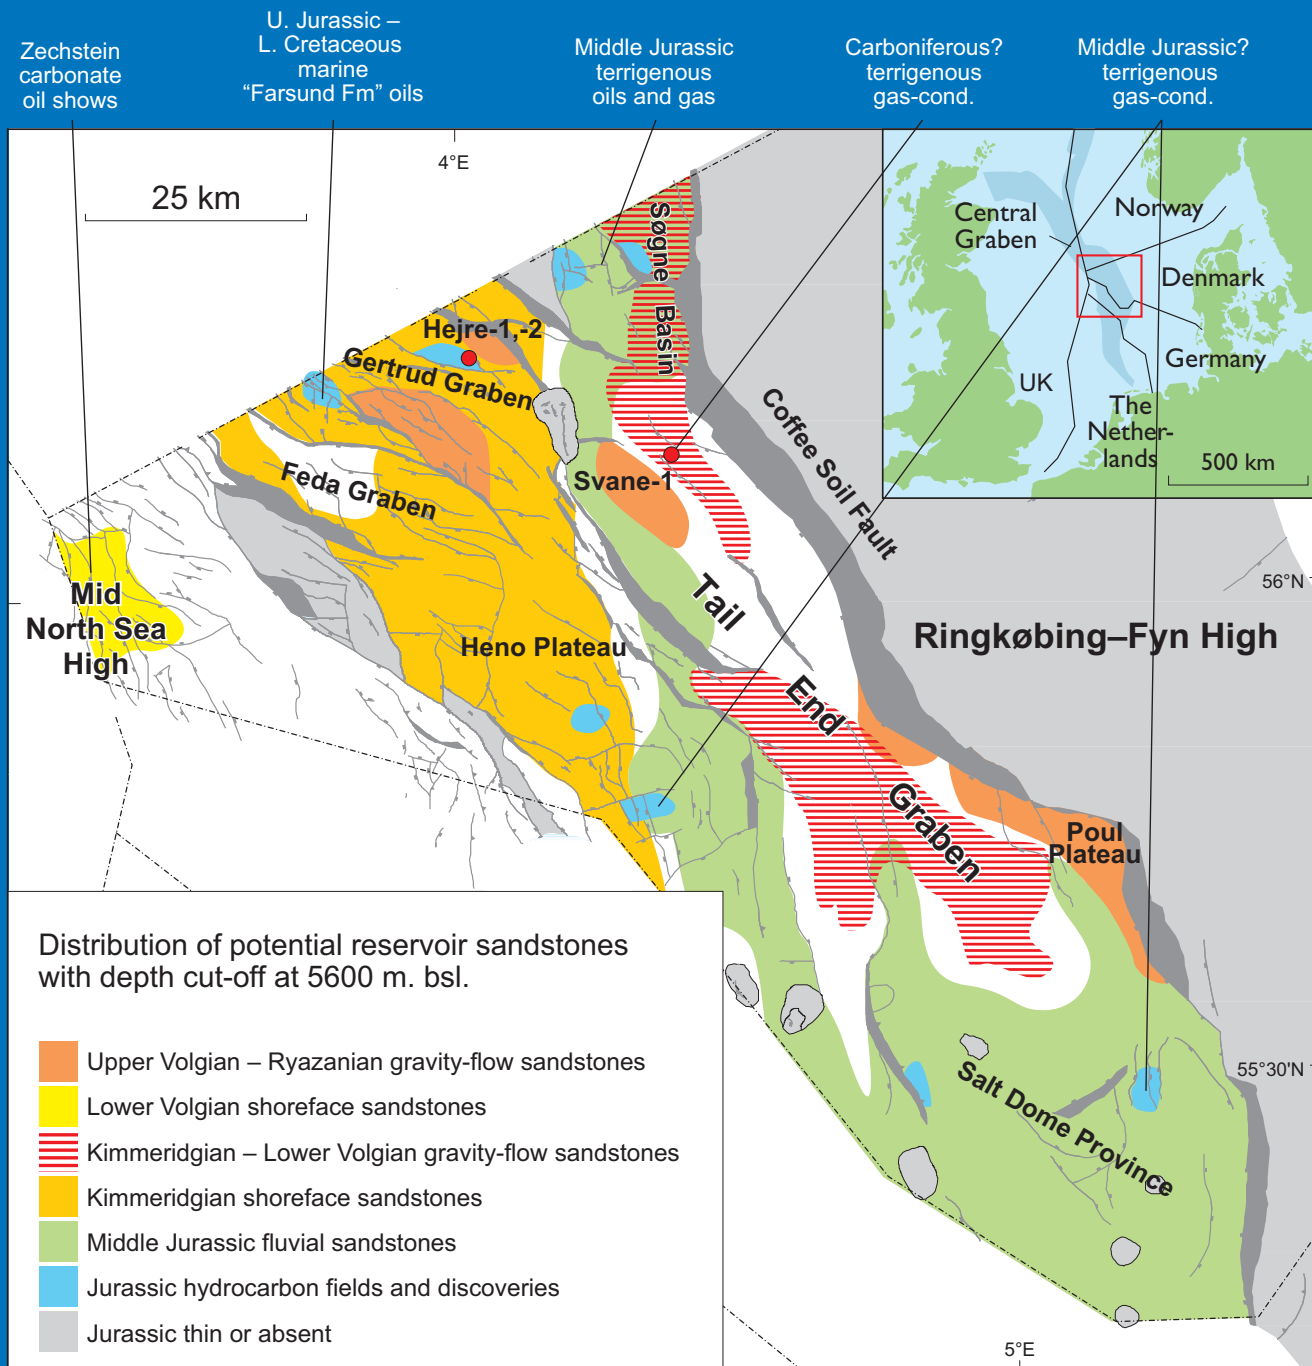 Zechstein
carbonate
oil shows
U. Jurassic –
L. Cretaceous
marine
“Farsund Fm” oils
Middle Jurassic
terrigenous
oils and gas
Carboniferous?
terrigenous
gas-cond.
Middle Jurassic?
terrigenous
gas-cond.
4°E
25 km
Søgne
Basin
Central
Graben
Norway
Denmark
Germany
UK
The
Nether-
lands
500 km
Hejre-1,-2
Gertrud Graben
Feda Graben
Svane-1
Coffee Soil Fault
Mid
North Sea
High
Heno Plateau
Tail
End
Graben
56°N
Ringkøbing–Fyn High
Poul
Plateau
55°30'N
Salt Dome Province
5°E
Distribution of potential reservoir sandstones
with depth cut-off at 5600 m. bsl.
Upper Volgian – Ryazanian gravity-flow sandstones
Lower Volgian shoreface sandstones
Kimmeridgian – Lower Volgian gravity-flow sandstones
Kimmeridgian shoreface sandstones
Middle Jurassic fluvial sandstones
Jurassic hydrocarbon fields and discoveries
Jurassic thin or absent